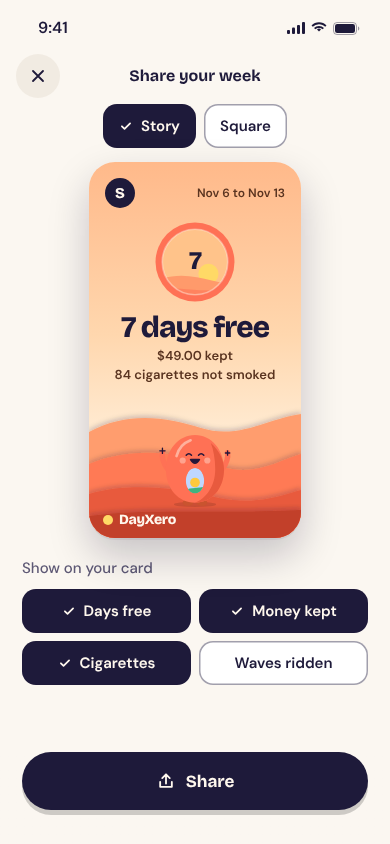 9:41
Share your week
Story
Square
S
Nov 6 to Nov 13
7
7 days free
$49.00 kept
84 cigarettes not smoked
DayXero
Show on your card
Days free
Money kept
Cigarettes
Waves ridden
Share